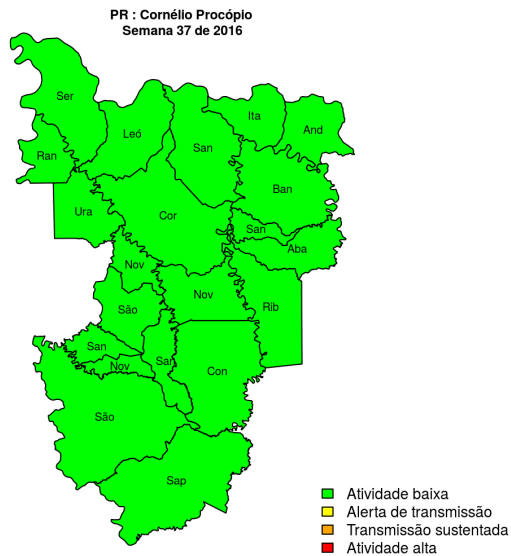 PR : Cornélio Procópio
Semana 37 de 2016
Ser
Leó
Ita
And
Ran
San
Ban
Ura
Cor
San
Aba
Nov
Nov
São
Rib
San
San
Nov
Con
São
Sap
Atividade baixa
Alerta de transmissão
Transmissão sustentada
Atividade alta